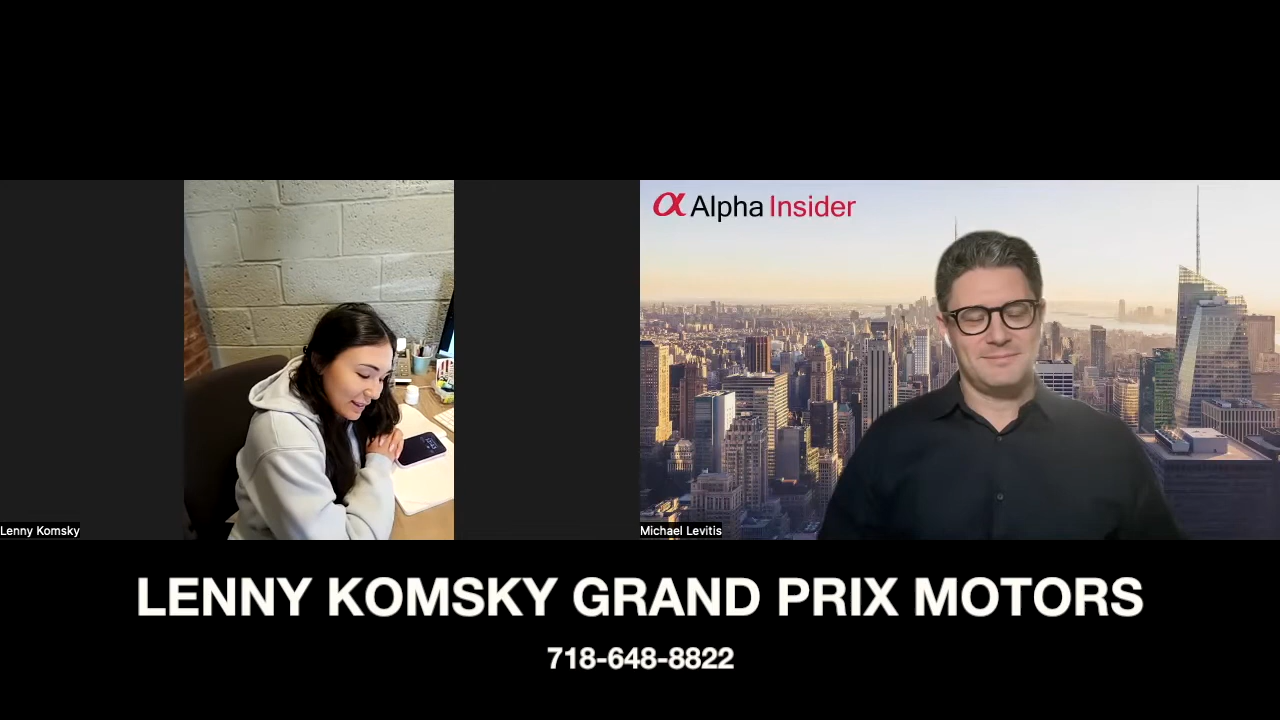 α Alpha Insider
Lenny Komsky
Michael Levitis
LENNY KOMSKY GRAND PRIX MOTORS
718-648-8822